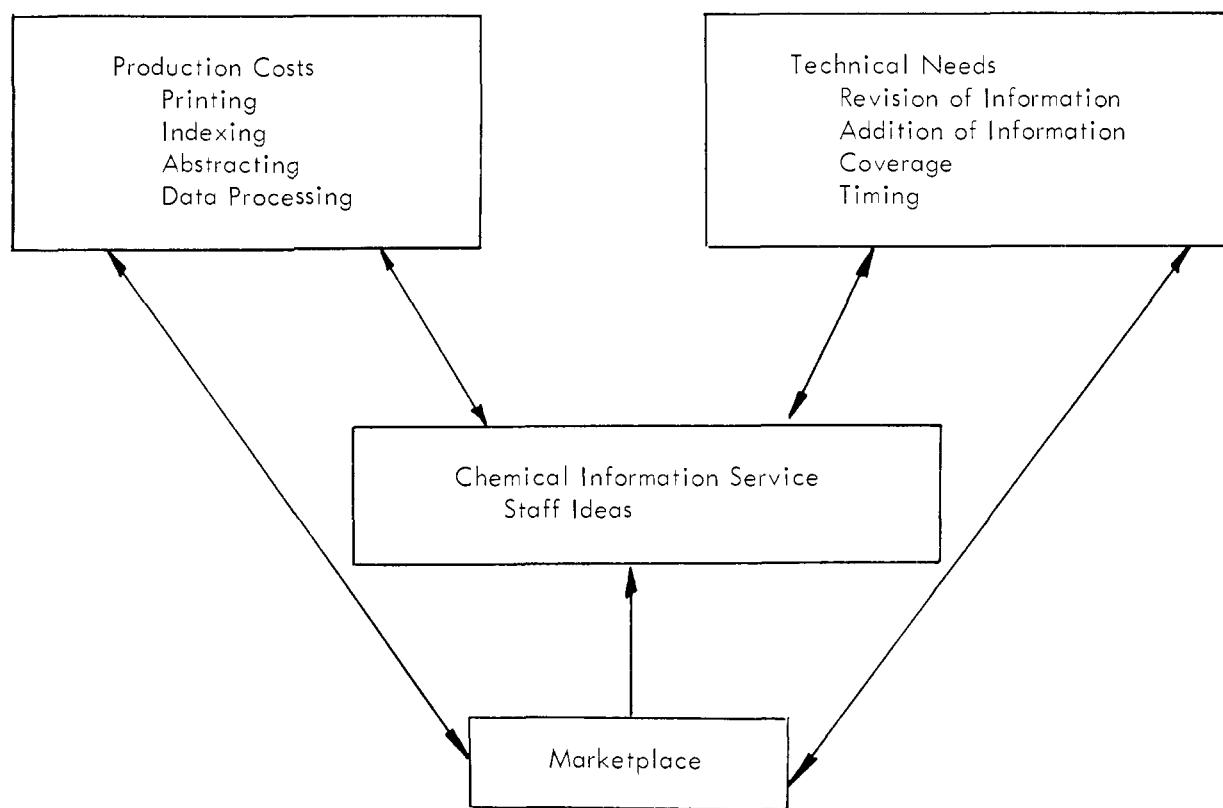 Production Costs
Printing
Indexing
Abstracting
Data Processing
Technical Needs
Revision of Information
Addition of Information
Coverage
Timing
Chemical Information Service
Staff Ideas
Marketplace